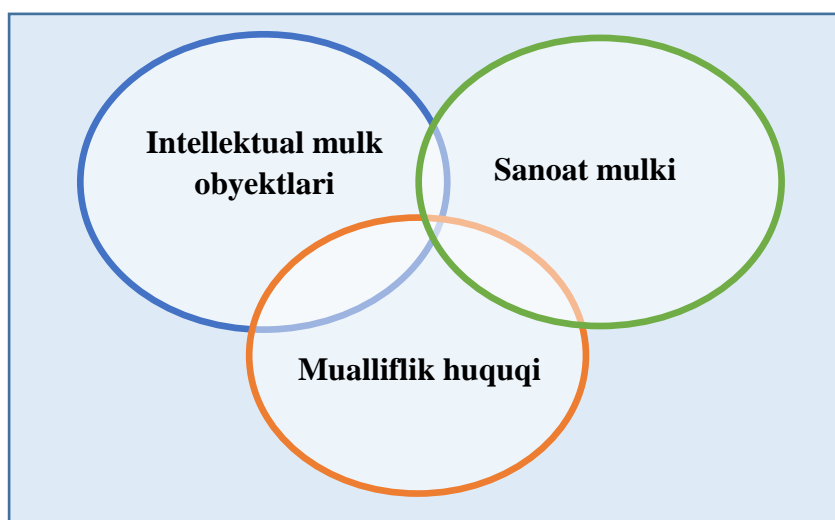 Intellektual mulk
obyektlari
Sanoat mulki
Mualliflik huquqi